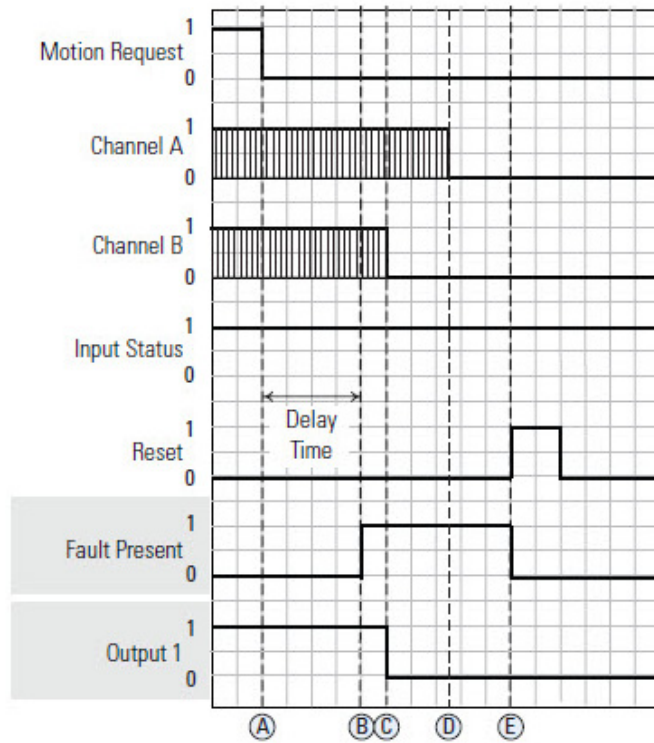 Motion Request
1
0
Channel A
1
0
Channel B
1
0
Input Status
1
0
Delay
Time
Reset
1
0
Fault Present
1
0
Output 1
1
0
Ⓐ ⒷⒸ Ⓓ Ⓔ